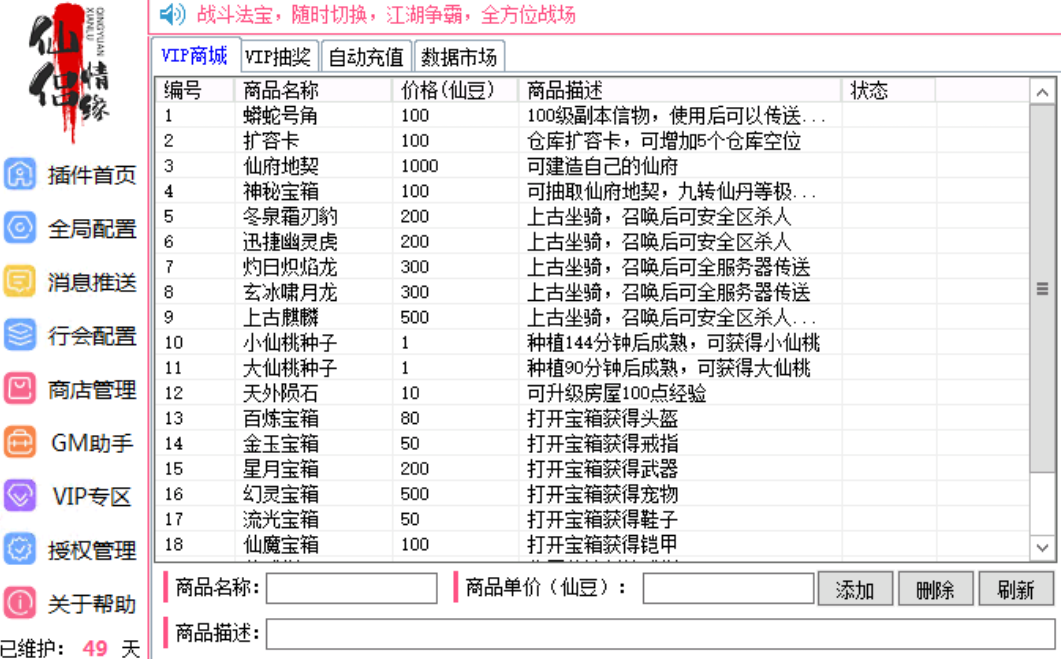 仙侣情缘
QINGYUAN
XIANLU
插件首页
全局配置
消息推送
行会配置
商店管理
GM助手
VIP专区
授权管理
关于帮助
已维护: 49 天
战斗法宝，随时切换，江湖争霸，全方位战场
VIP商城 VIP抽奖 自动充值 数据市场
编号 商品名称 价格(仙豆) 商品描述 状态
1 蟒蛇号角 100 100级副本信物，使用后可以传送...
2 扩容卡 100 仓库扩容卡，可增加5个仓库空位
3 仙府地契 1000 可建造自己的仙府
4 神秘宝箱 100 可抽取仙府地契，九转仙丹等极...
5 冬泉霜刃豹 200 上古坐骑，召唤后可安全区杀人
6 迅捷幽灵虎 200 上古坐骑，召唤后可安全区杀人
7 灼日炽焰龙 300 上古坐骑，召唤后可全服务器传送
8 玄冰啸月龙 300 上古坐骑，召唤后可全服务器传送
9 上古麒麟 500 上古坐骑，召唤后可安全区杀人...
10 小仙桃种子 1 种植144分钟后成熟，可获得小仙桃
11 大仙桃种子 1 种植90分钟后成熟，可获得大仙桃
12 天外陨石 10 可升级房屋100点经验
13 百炼宝箱 80 打开宝箱获得头盔
14 金玉宝箱 50 打开宝箱获得戒指
15 星月宝箱 200 打开宝箱获得武器
16 幻灵宝箱 500 打开宝箱获得宠物
17 流光宝箱 50 打开宝箱获得鞋子
18 仙魔宝箱 100 打开宝箱获得铠甲
商品名称: 商品单价（仙豆）: 添加 删除 刷新
商品描述: